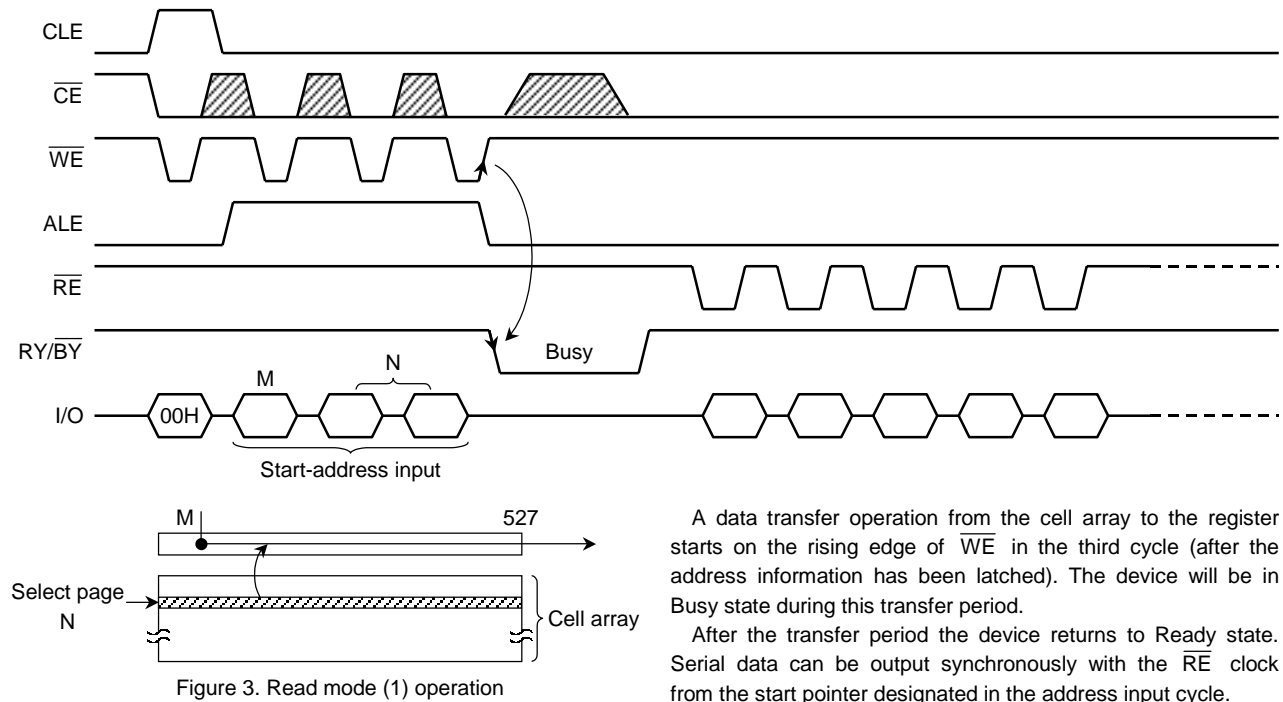 CLE
CE
WE
ALE
RE
RY/BY
Busy
M
N
I/O
00H
Start-address input
M
527
Select page
N
Cell array
Figure 3. Read mode (1) operation
A data transfer operation from the cell array to the register
starts on the rising edge of WE in the third cycle (after the
address information has been latched). The device will be in
Busy state during this transfer period.
After the transfer period the device returns to Ready state.
Serial data can be output synchronously with the RE clock
from the start pointer designated in the address input cycle.